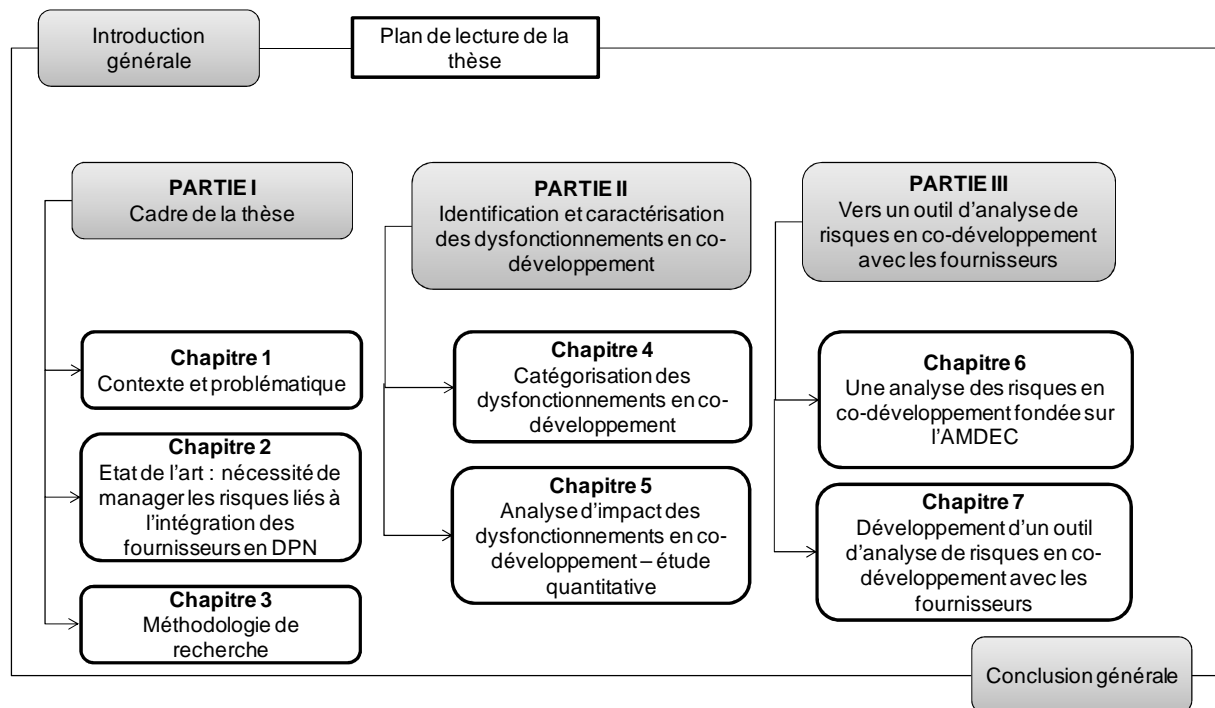 Introduction
générale
Plan de lecture de la
thèse
PARTIE I
Cadre de la thèse
Chapitre 1
Contexte et problématique
Chapitre 2
Etat de l'art : nécessité de
manager les risques liés à
l'intégration des
fournisseurs en DPN
Chapitre 3
Méthodologie de
recherche
PARTIE II
Identification et caractérisation
des dysfonctionnements en co-
développement
Chapitre 4
Catégorisation des
dysfonctionnements en co-
développement
Chapitre 5
Analyse d'impact des
dysfonctionnements en co-
développement – étude
quantitative
PARTIE III
Vers un outil d'analyse de
risques en co-développement
avec les fournisseurs
Chapitre 6
Une analyse des risques en
co-développement fondée sur
l'AMDEC
Chapitre 7
Développement d'un outil
d'analyse de risques en co-
développement avec les
fournisseurs
Conclusion générale